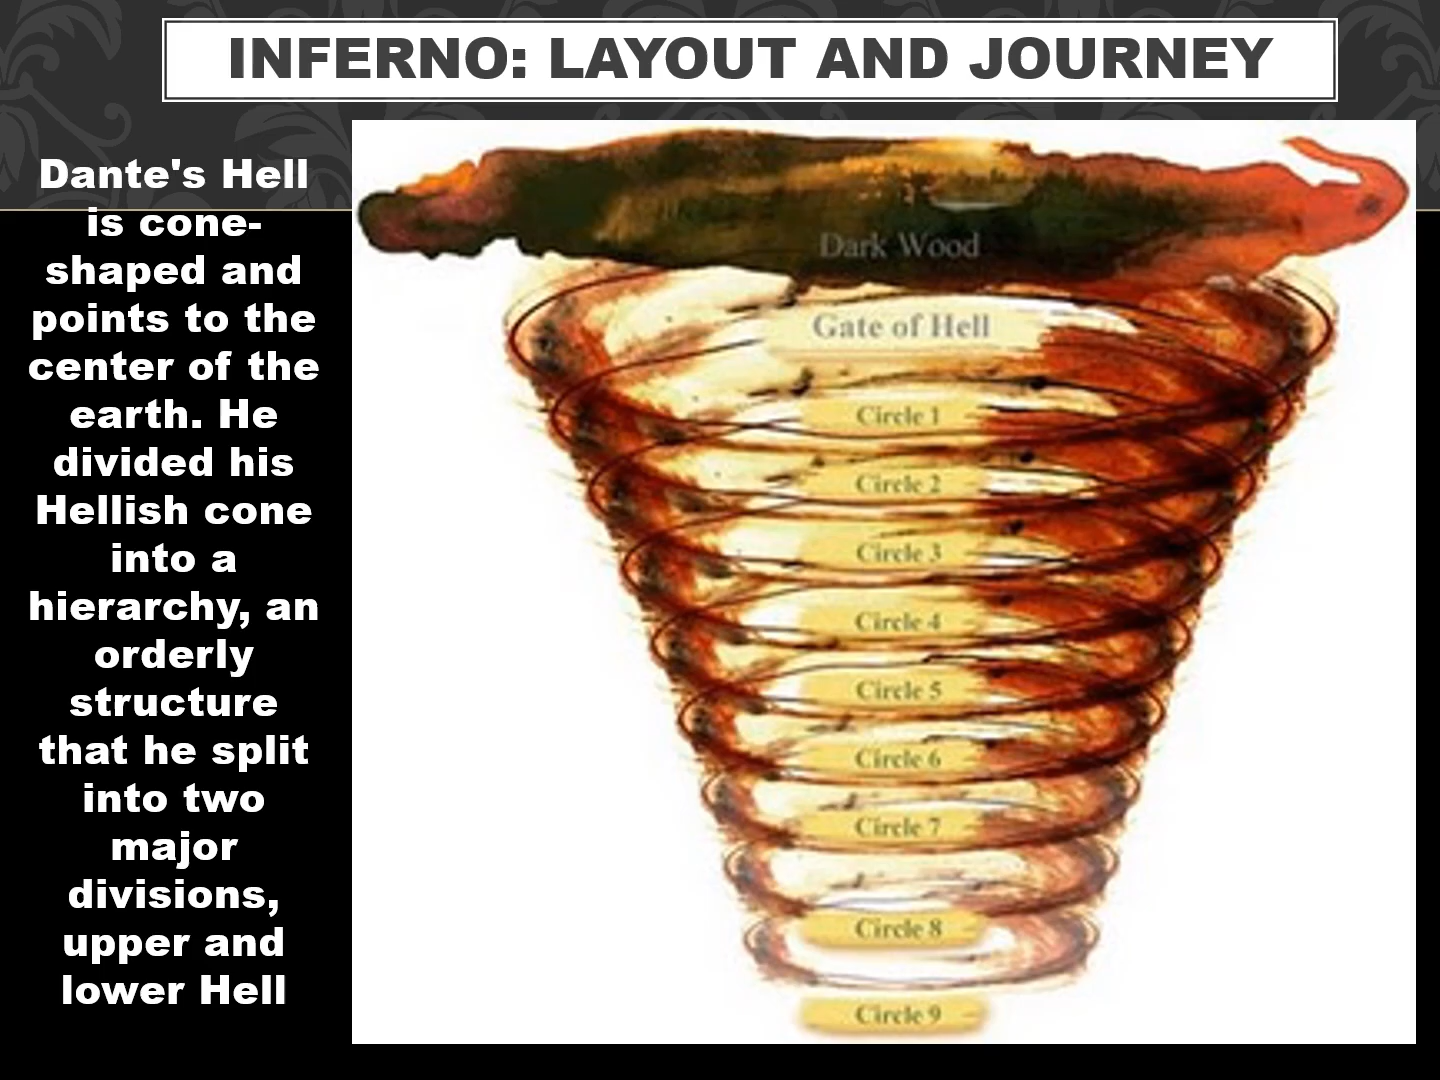 INFERNO: LAYOUT AND JOURNEY
Dante's Hell
is cone-
shaped and
points to the
center of the
earth. He
divided his
Hellish cone
into a
hierarchy, an
orderly
structure
that he split
into two
major
divisions,
upper and
lower Hell
Dark Wood
Gate of Hell
Circle 1
Circle 2
Circle 3
Circle 4
Circle 5
Circle 6
Circle 7
Circle 8
Circle 9